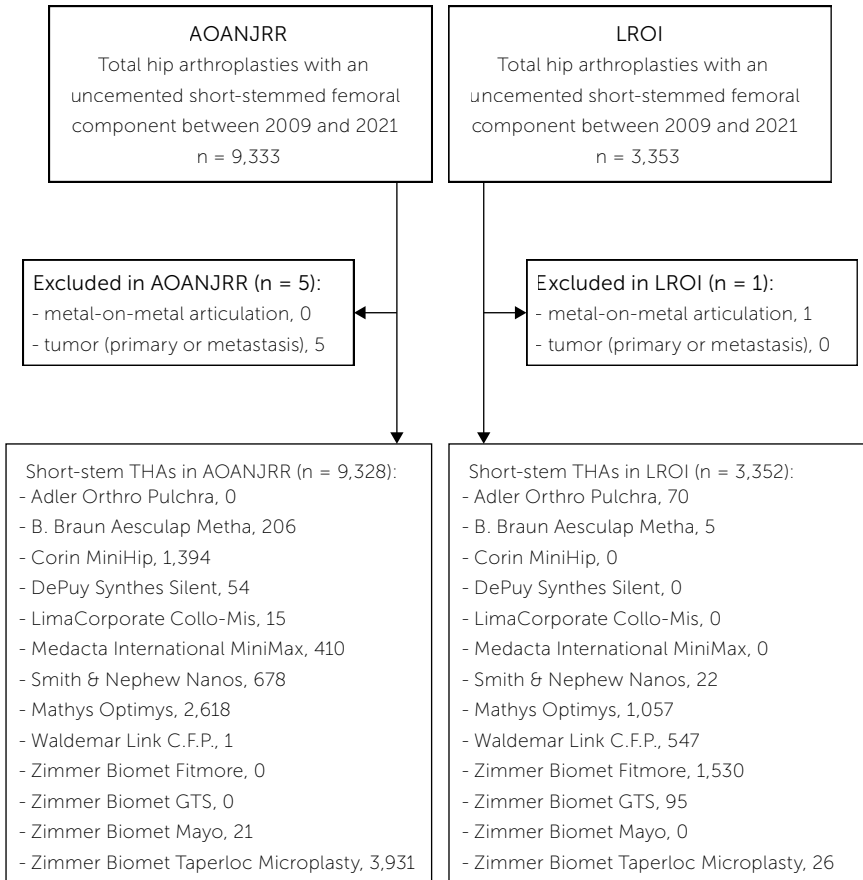 AOANJRR
Total hip arthroplasties with an
uncemented short-stemmed femoral
component between 2009 and 2021
n = 9,333
LROI
Total hip arthroplasties with an
uncemented short-stemmed femoral
component between 2009 and 2021
n = 3,353
Excluded in AOANJRR (n = 5):
- metal-on-metal articulation, 0
- tumor (primary or metastasis), 5
Excluded in LROI (n = 1):
- metal-on-metal articulation, 1
- tumor (primary or metastasis), 0
Short-stem THAs in AOANJRR (n = 9,328):
- Adler Orthro Pulchra, 0
- B. Braun Aesculap Metha, 206
- Corin MiniHip, 1,394
- DePuy Synthes Silent, 54
- LimaCorporate Collo-Mis, 15
- Medacta International MiniMax, 410
- Smith & Nephew Nanos, 678
- Mathys Optimys, 2,618
- Waldemar Link C.F.P., 1
- Zimmer Biomet Fitmore, 0
- Zimmer Biomet GTS, 0
- Zimmer Biomet Mayo, 21
- Zimmer Biomet Taperloc Microplasty, 3,931
Short-stem THAs in LROI (n = 3,352):
- Adler Orthro Pulchra, 70
- B. Braun Aesculap Metha, 5
- Corin MiniHip, 0
- DePuy Synthes Silent, 0
- LimaCorporate Collo-Mis, 0
- Medacta International MiniMax, 0
- Smith & Nephew Nanos, 22
- Mathys Optimys, 1,057
- Waldemar Link C.F.P., 547
- Zimmer Biomet Fitmore, 1,530
- Zimmer Biomet GTS, 95
- Zimmer Biomet Mayo, 0
- Zimmer Biomet Taperloc Microplasty, 26